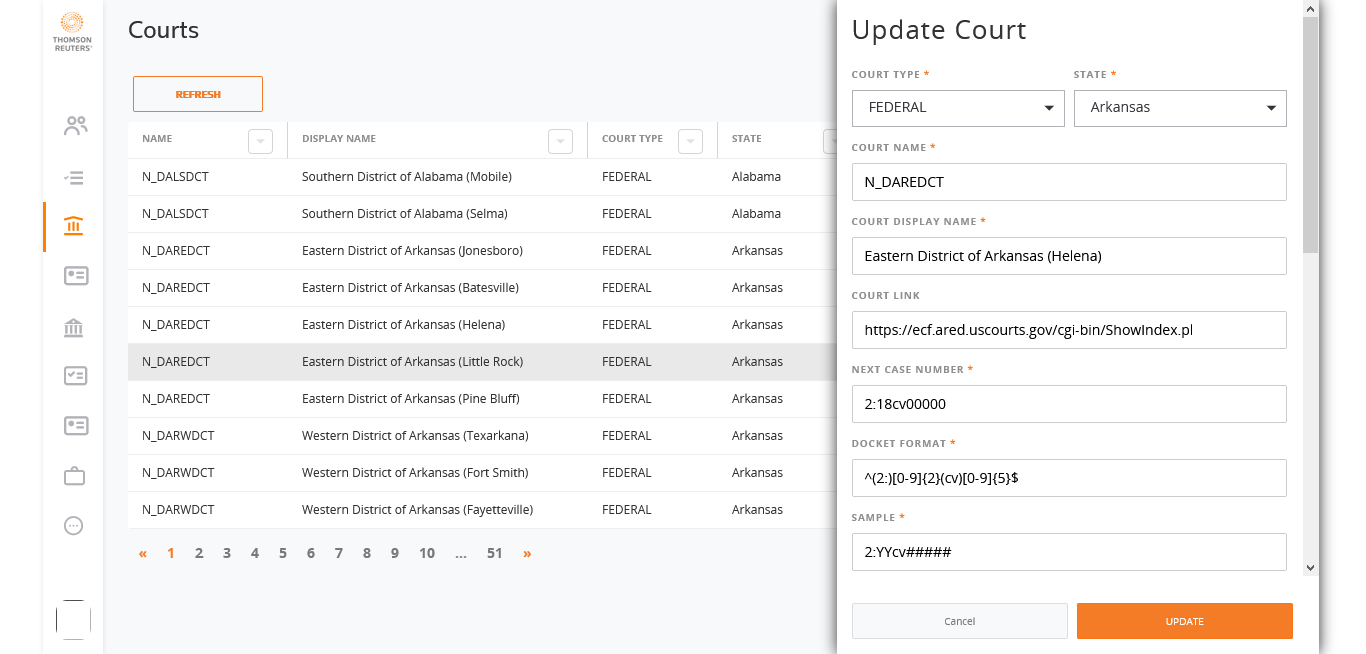 THOMSON
REUTERS®
Courts
REFRESH
NAME DISPLAY NAME COURT TYPE STATE
N_DALSDCT Southern District of Alabama (Mobile) FEDERAL Alabama
N_DALSDCT Southern District of Alabama (Selma) FEDERAL Alabama
N_DAREDCT Eastern District of Arkansas (Jonesboro) FEDERAL Arkansas
N_DAREDCT Eastern District of Arkansas (Batesville) FEDERAL Arkansas
N_DAREDCT Eastern District of Arkansas (Helena) FEDERAL Arkansas
N_DAREDCT Eastern District of Arkansas (Little Rock) FEDERAL Arkansas
N_DAREDCT Eastern District of Arkansas (Pine Bluff) FEDERAL Arkansas
N_DARWDCT Western District of Arkansas (Texarkana) FEDERAL Arkansas
N_DARWDCT Western District of Arkansas (Fort Smith) FEDERAL Arkansas
N_DARWDCT Western District of Arkansas (Fayetteville) FEDERAL Arkansas
« 1 2 3 4 5 6 7 8 9 10 ... 51 »
Update Court
COURT TYPE * STATE *
FEDERAL Arkansas
COURT NAME *
N_DAREDCT
COURT DISPLAY NAME *
Eastern District of Arkansas (Helena)
COURT LINK
https://ecf.ared.uscourts.gov/cgi-bin/ShowIndex.pl
NEXT CASE NUMBER *
2:18cv00000
DOCKET FORMAT *
^(2:)[0-9]{2}(cv)[0-9]{5}$
SAMPLE *
2:YYcv#####
Cancel UPDATE